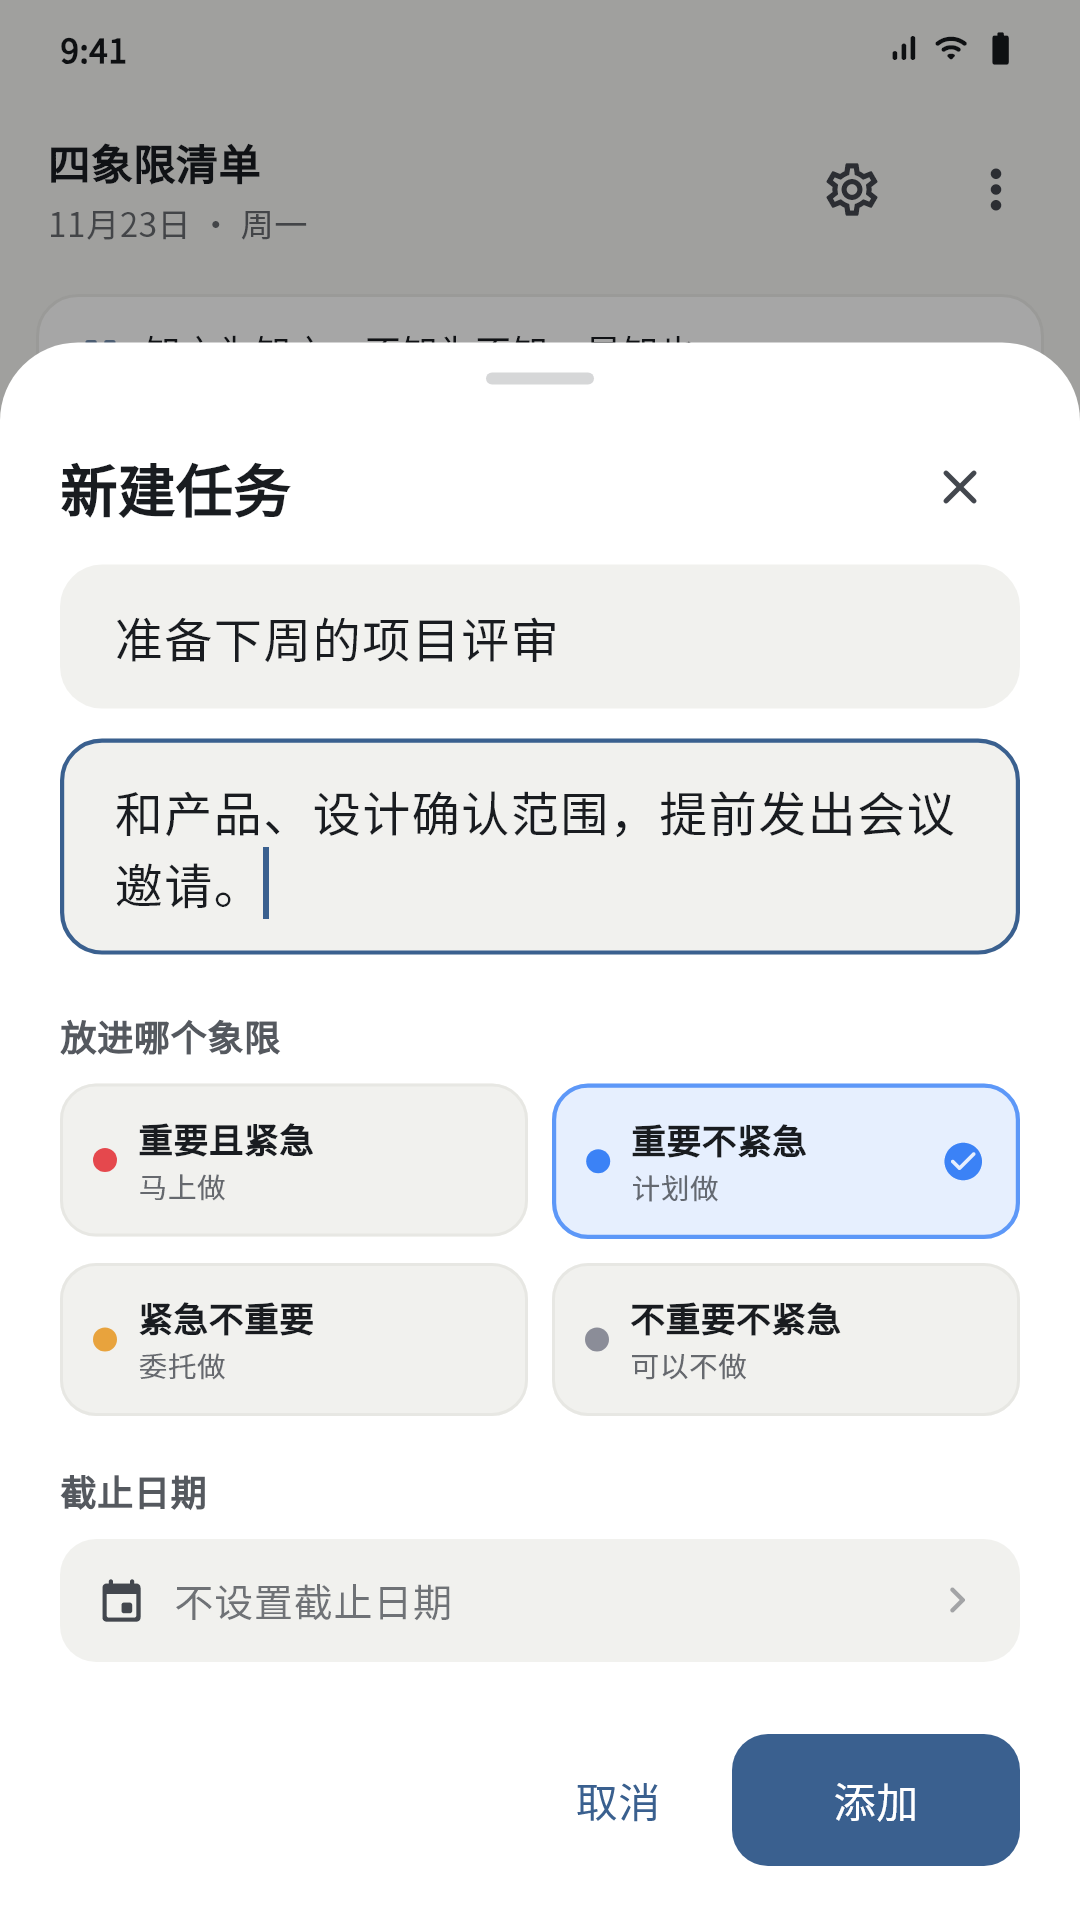 9:41
四象限清单
11月23日 · 周一
新建任务
准备下周的项目评审
和产品、设计确认范围，提前发出会议
邀请。
放进哪个象限
重要且紧急
马上做
重要不紧急
计划做
紧急不重要
委托做
不重要不紧急
可以不做
截止日期
不设置截止日期
取消
添加